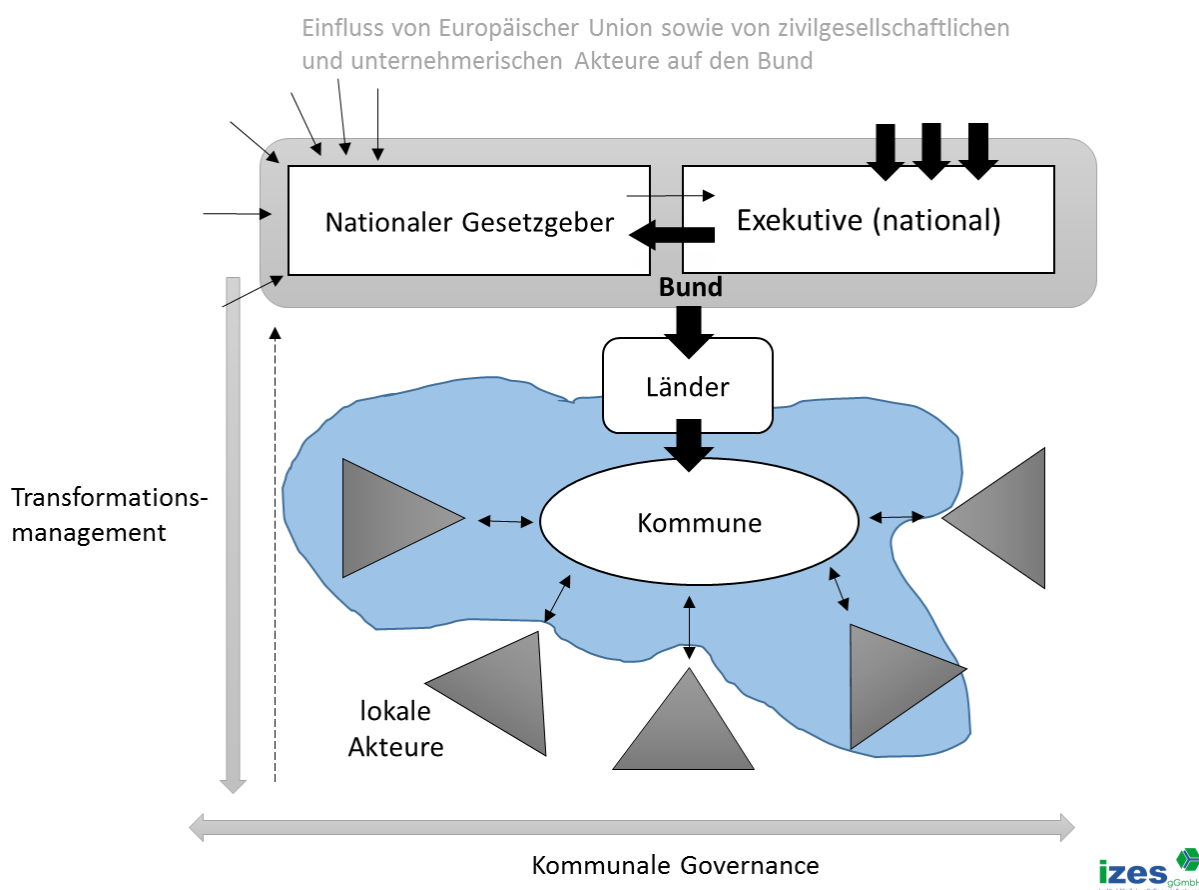 Einfluss von Europäischer Union sowie von zivilgesellschaftlichen
und unternehmerischen Akteure auf den Bund
Nationaler Gesetzgeber
Exekutive (national)
Bund
Länder
Transformations-
management
Kommune
lokale
Akteure
Kommunale Governance
izes
gGmbH